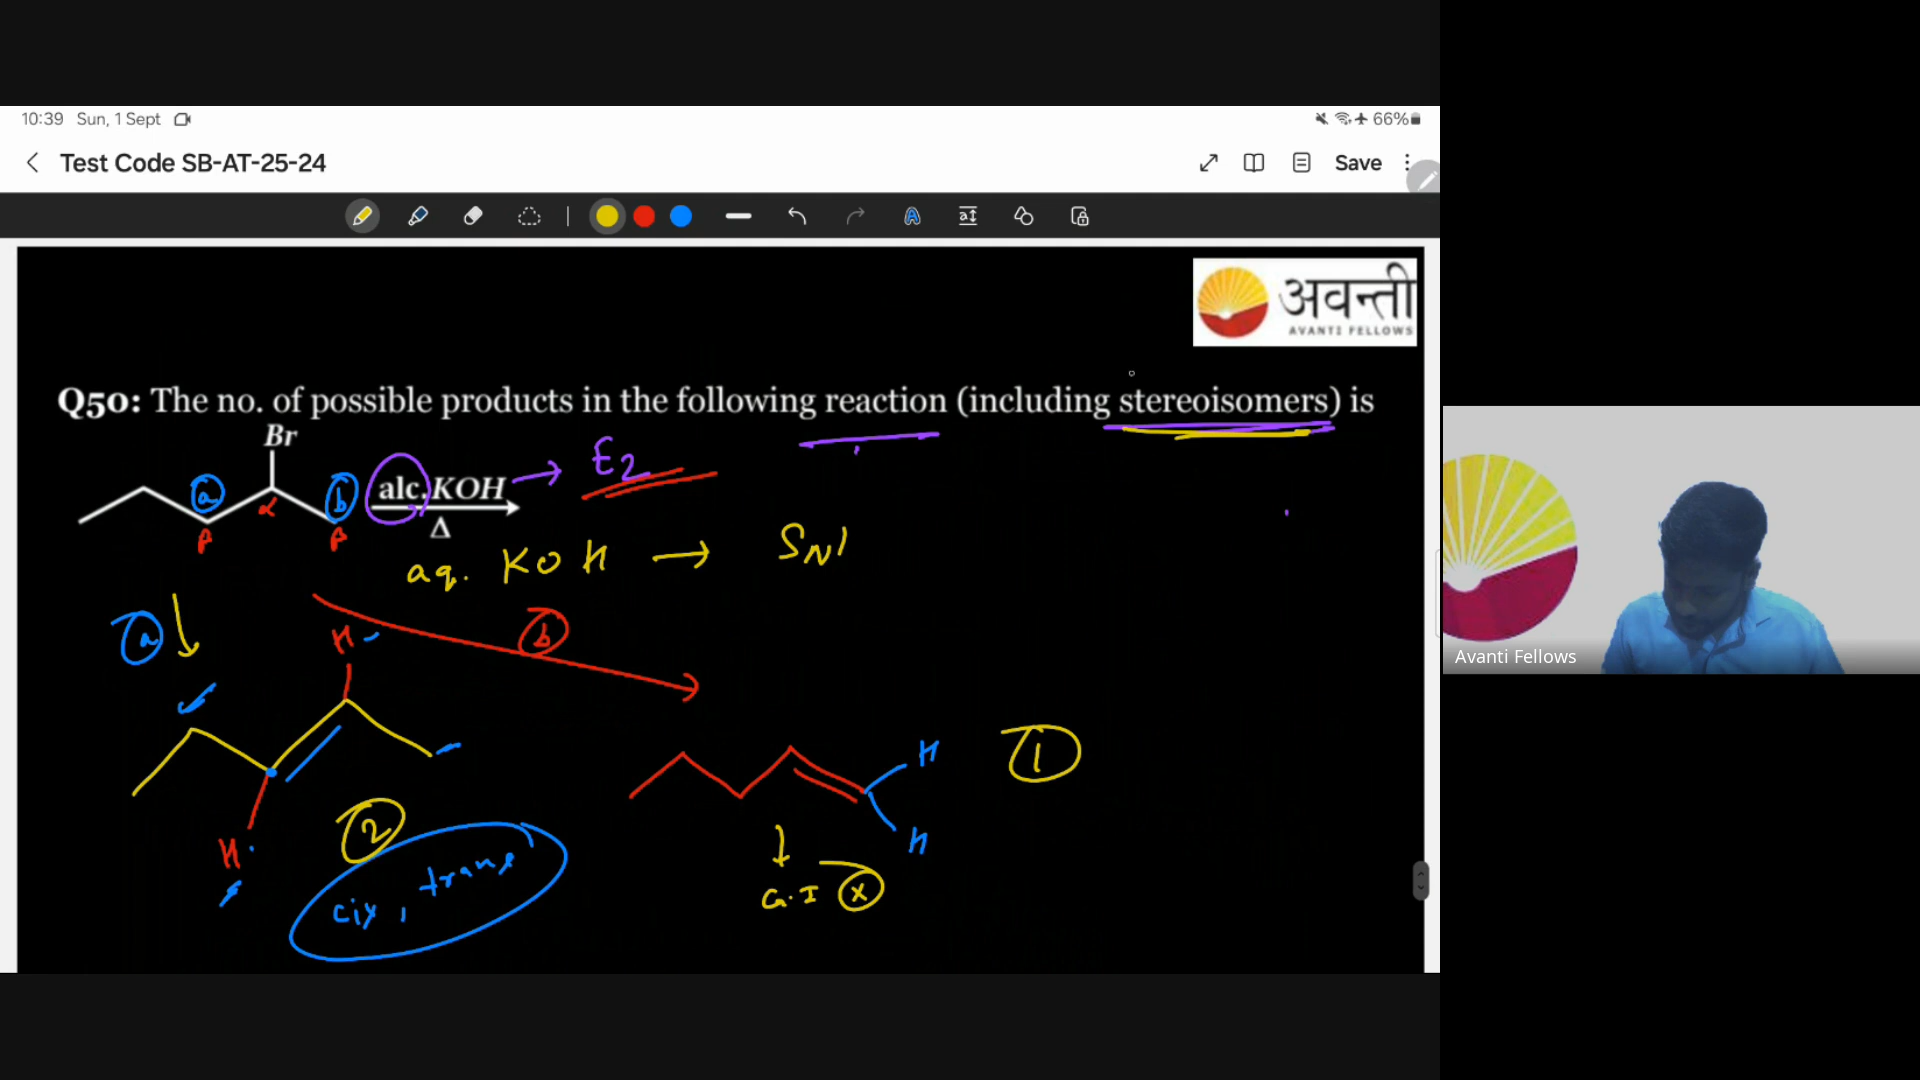 10:39 Sun, 1 Sept 66%
Test Code SB-AT-25-24
Save
अवन्ती
AVANTI FELLOWS
Q50: The no. of possible products in the following reaction (including stereoisomers) is
Br
a α b alc. KOH → E2
β β Δ
aq. KOH → SN1
a H b
H
1
2
H H
cis, trans
G.I X
Avanti Fellows